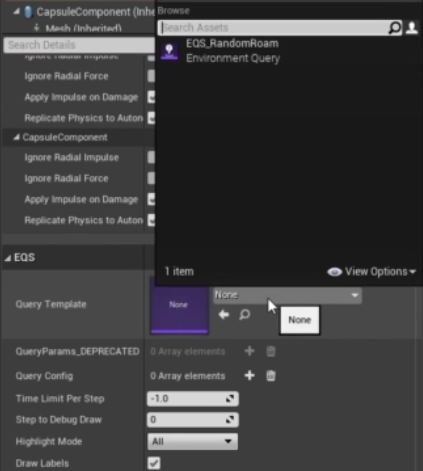 CapsuleComponent (Inhe
Mesh (Inherited)
Search Details
Ignore Radial Impulse
Ignore Radial Force
Apply Impulse on Damage
Replicate Physics to Auton
CapsuleComponent
Ignore Radial Impulse
Ignore Radial Force
Apply Impulse on Damage
Replicate Physics to Auton
Browse
Search Assets
EQS_RandomRoam
Environment Query
1 item
View Options
EQS
Query Template
None
None
None
QueryParams_DEPRECATED
0 Array elements
Query Config
0 Array elements
Time Limit Per Step
-1.0
Step to Debug Draw
0
Highlight Mode
All
Draw Labels